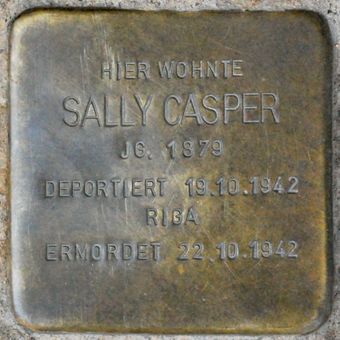 HIER WOHNTE
SALLY CASPER
JG. 1879
DEPORTIERT 19.10.1942
RIGA
ERMORDET 22.10.1942